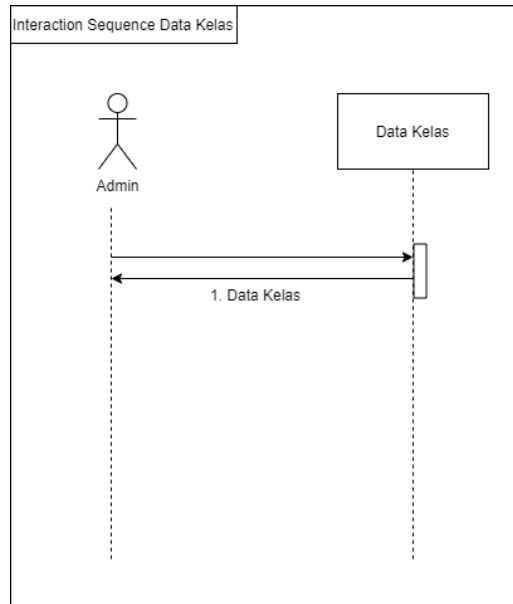 Interaction Sequence Data Kelas
Data Kelas
Admin
1. Data Kelas